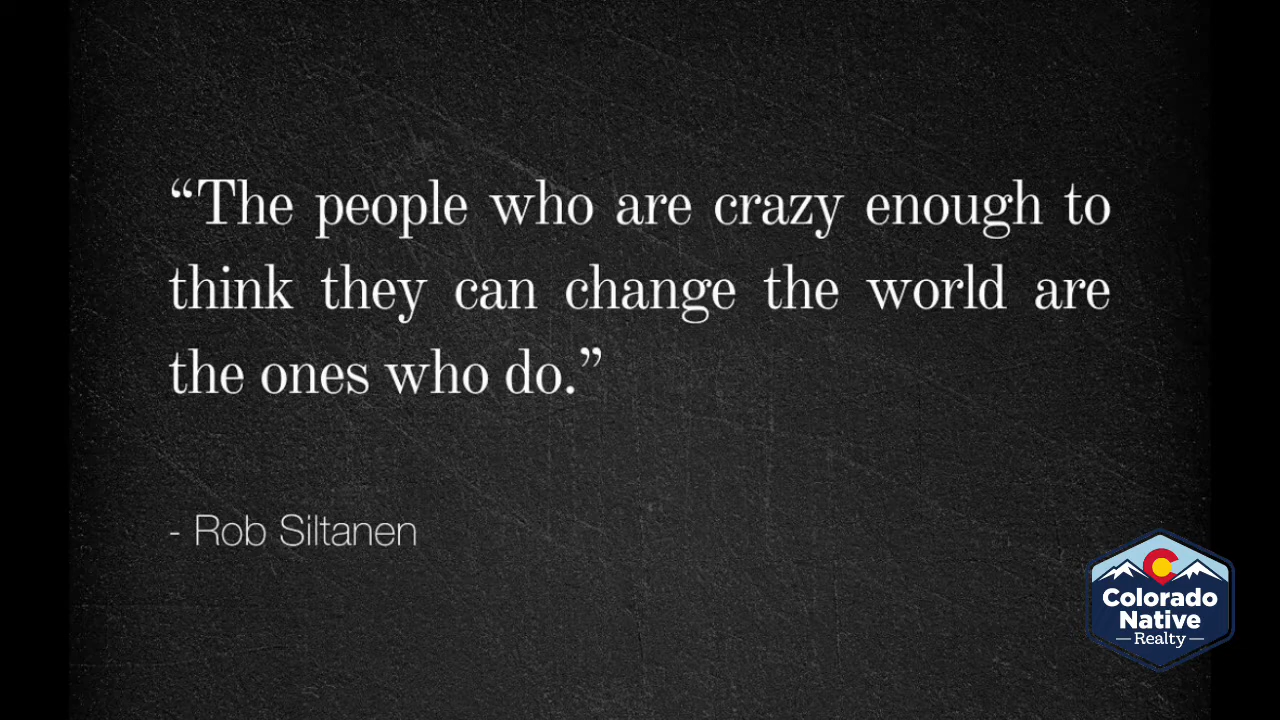 “The people who are crazy enough to
think they can change the world are
the ones who do.”
- Rob Siltanen
Colorado
Native
Realty